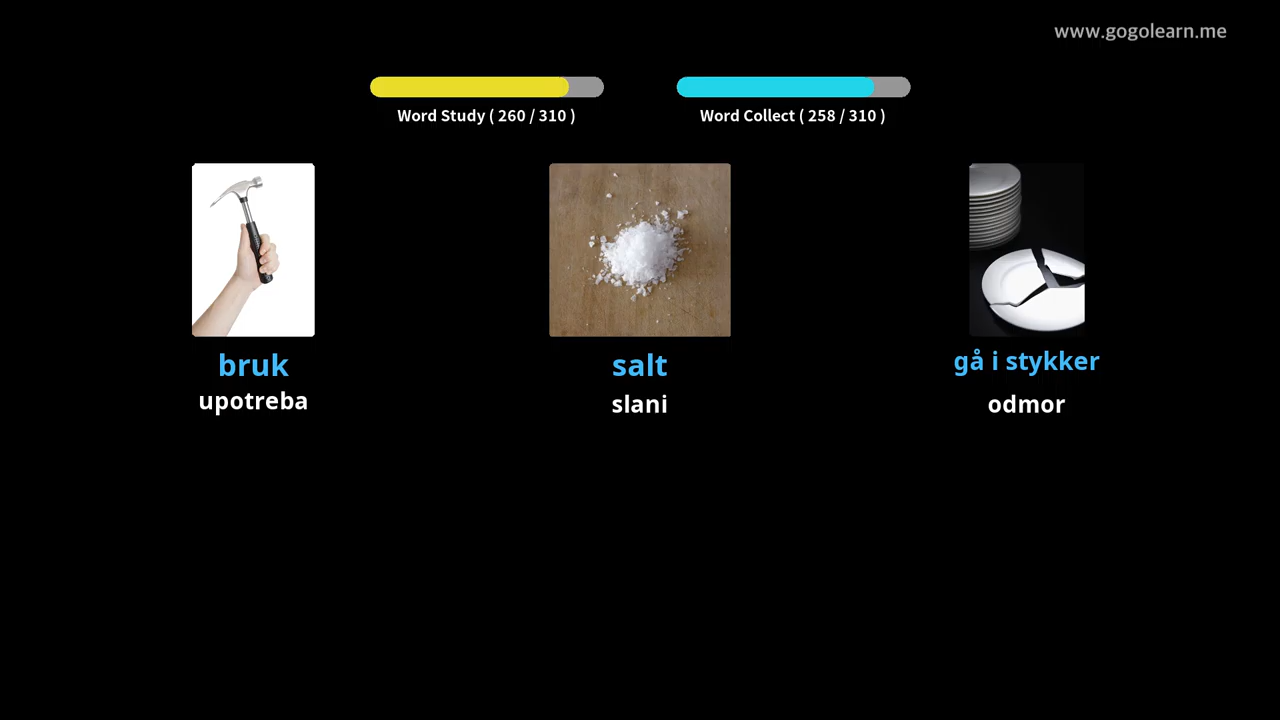 www.gogolearn.me
Word Study ( 260 / 310 )
Word Collect ( 258 / 310 )
bruk
upotreba
salt
slani
gå i stykker
odmor